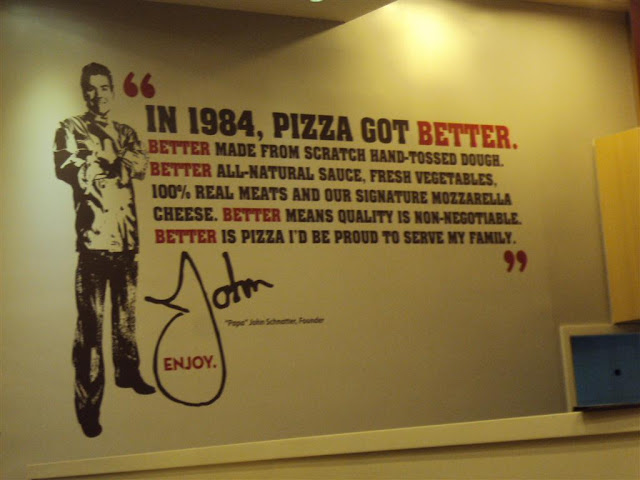 “
IN 1984, PIZZA GOT BETTER.
BETTER MADE FROM SCRATCH HAND-TOSSED DOUGH.
BETTER ALL-NATURAL SAUCE, FRESH VEGETABLES,
100% REAL MEATS AND OUR SIGNATURE MOZZARELLA
CHEESE. BETTER MEANS QUALITY IS NON-NEGOTIABLE.
BETTER IS PIZZA I'D BE PROUD TO SERVE MY FAMILY.
”
John
"Papa" John Schnatter, Founder
ENJOY.